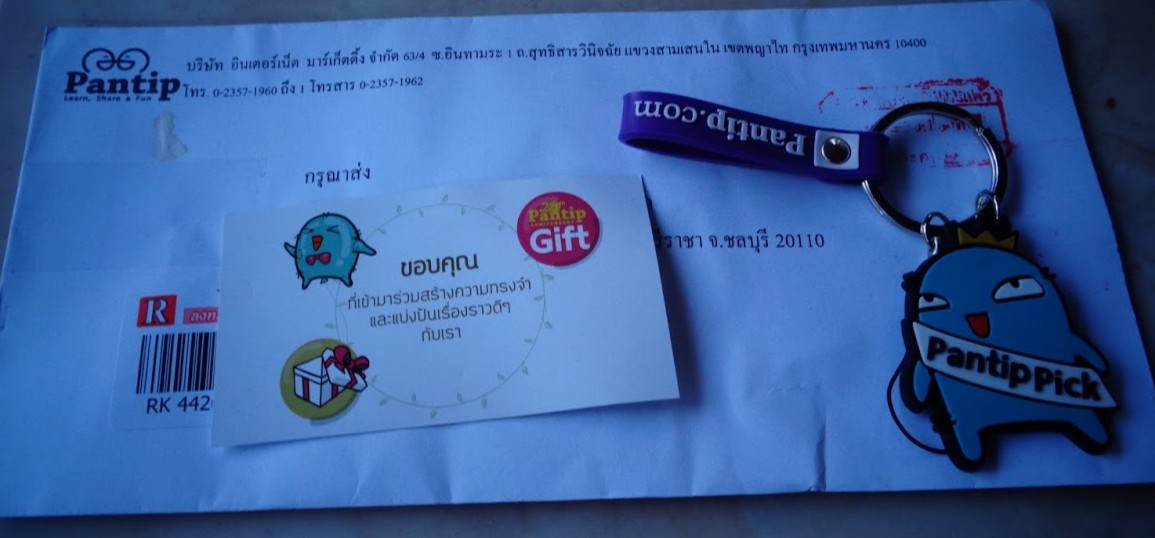 Pantip
Learn, Share & Fun
บริษัท อินเตอร์เน็ต มาร์เก็ตติ้ง จำกัด 63/4 ซ.อินทามระ 1 ถ.สุทธิสารวินิจฉัย แขวงสามเสนใน เขตพญาไท กรุงเทพมหานคร 10400
โทร. 0-2357-1960 ถึง 1 โทรสาร 0-2357-1962
Pantip.com
กรุณาส่ง
ราชา จ.ชลบุรี 20110
Pantip
Gift
ขอบคุณ
ที่เข้ามาร่วมสร้างความทรงจำ
และแบ่งปันเรื่องราวดีๆ
กับเรา
R
ลงท
RK 442
Pantip Pick